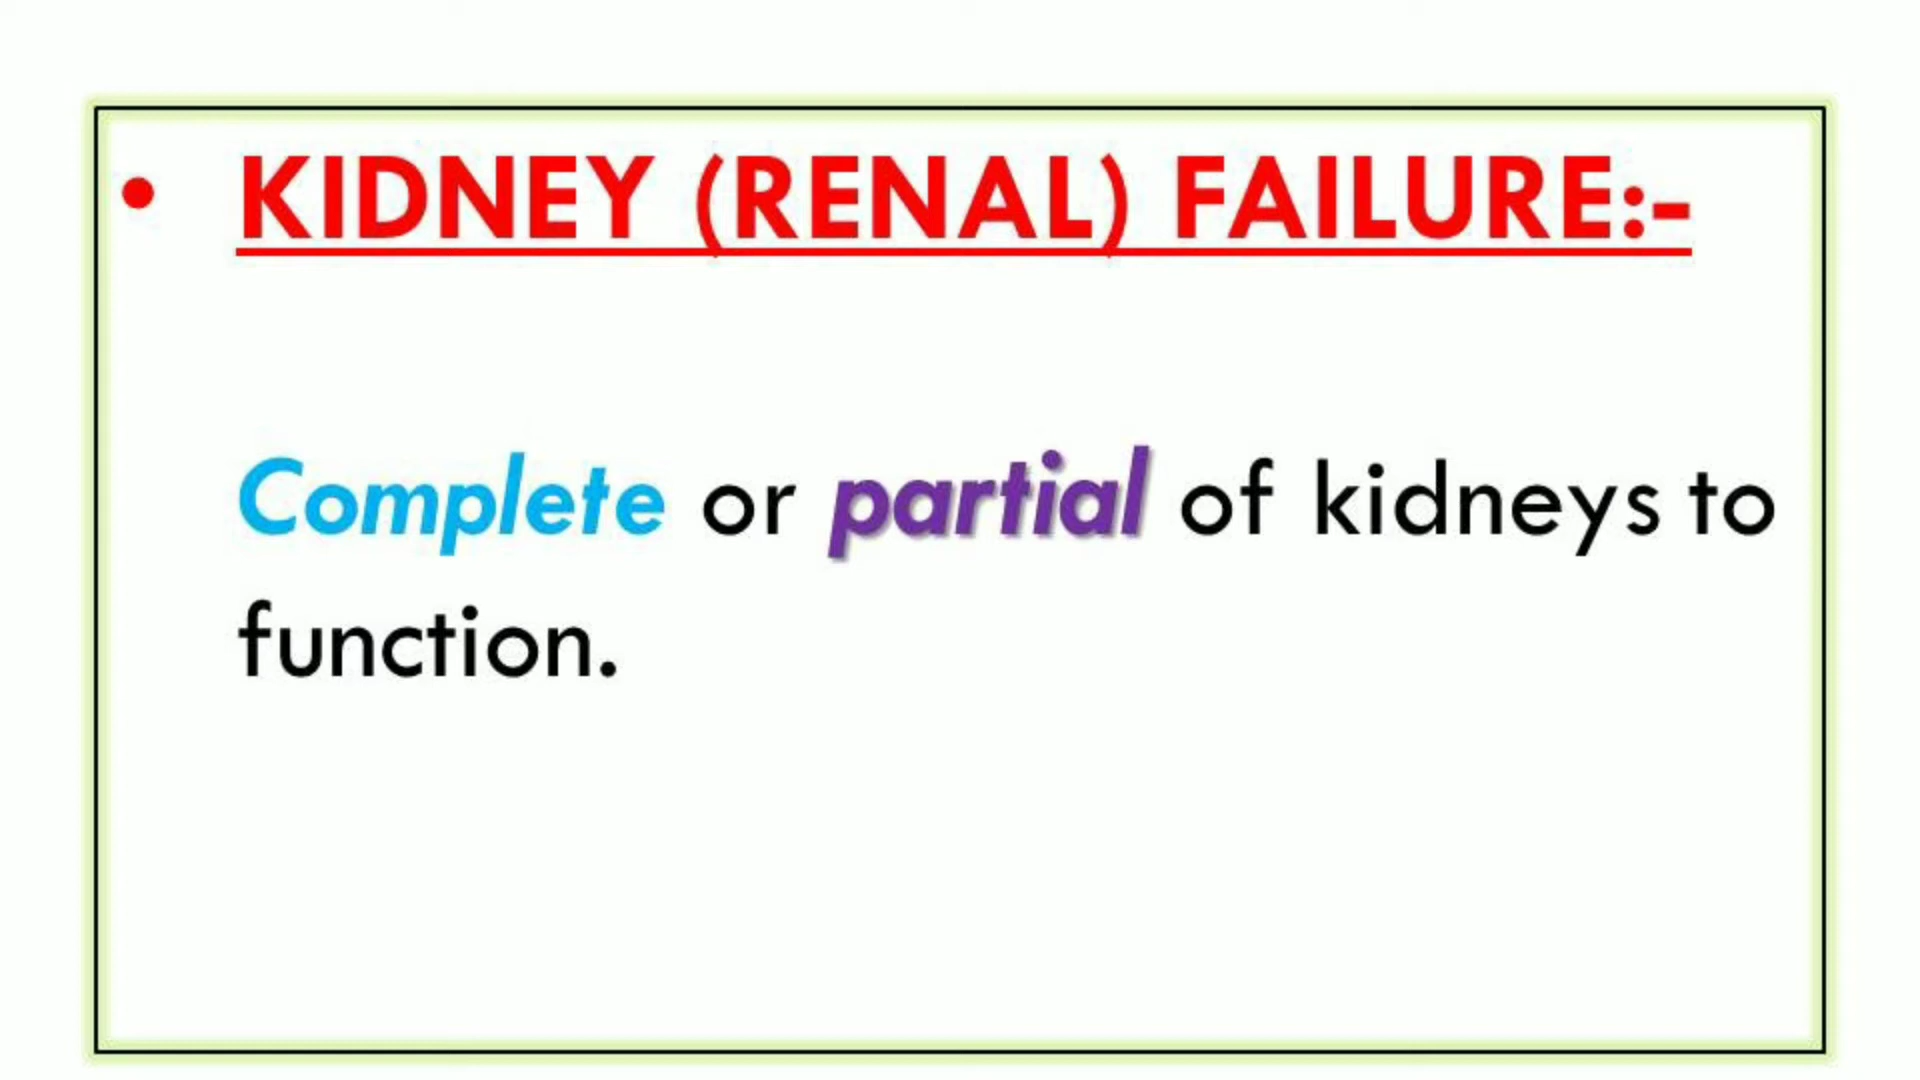 • KIDNEY (RENAL) FAILURE:-
Complete or partial of kidneys to
function.